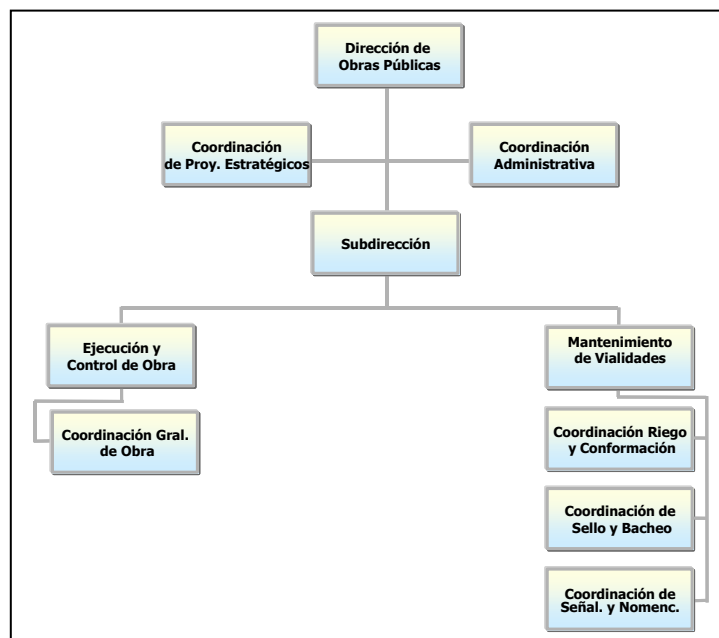 Dirección de
Obras Públicas
Coordinación
de Proy. Estratégicos
Coordinación
Administrativa
Subdirección
Ejecución y
Control de Obra
Mantenimiento
de Vialidades
Coordinación Gral.
de Obra
Coordinación Riego
y Conformación
Coordinación de
Sello y Bacheo
Coordinación de
Señal. y Nomenc.